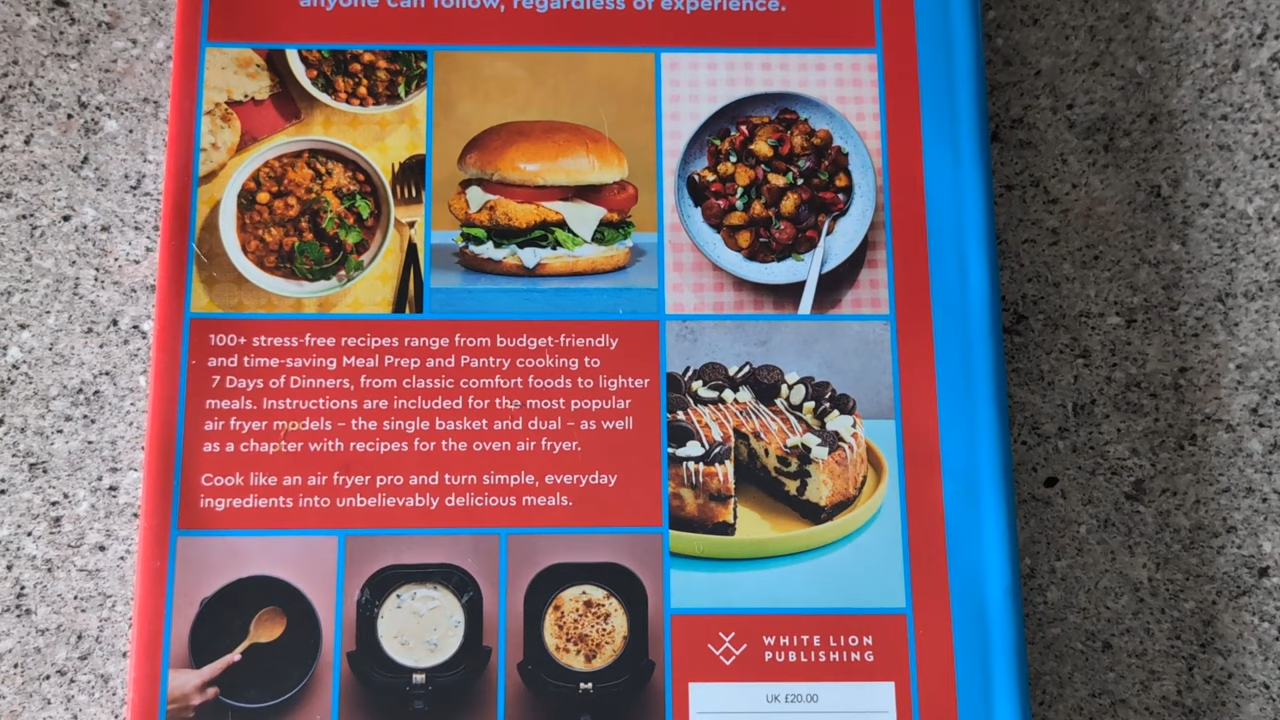 anyone can follow, regardless of experience.
100+ stress-free recipes range from budget-friendly
and time-saving Meal Prep and Pantry cooking to
7 Days of Dinners, from classic comfort foods to lighter
meals. Instructions are included for the most popular
air fryer models – the single basket and dual – as well
as a chapter with recipes for the oven air fryer.
Cook like an air fryer pro and turn simple, everyday
ingredients into unbelievably delicious meals.
WHITE LION
PUBLISHING
UK £20.00